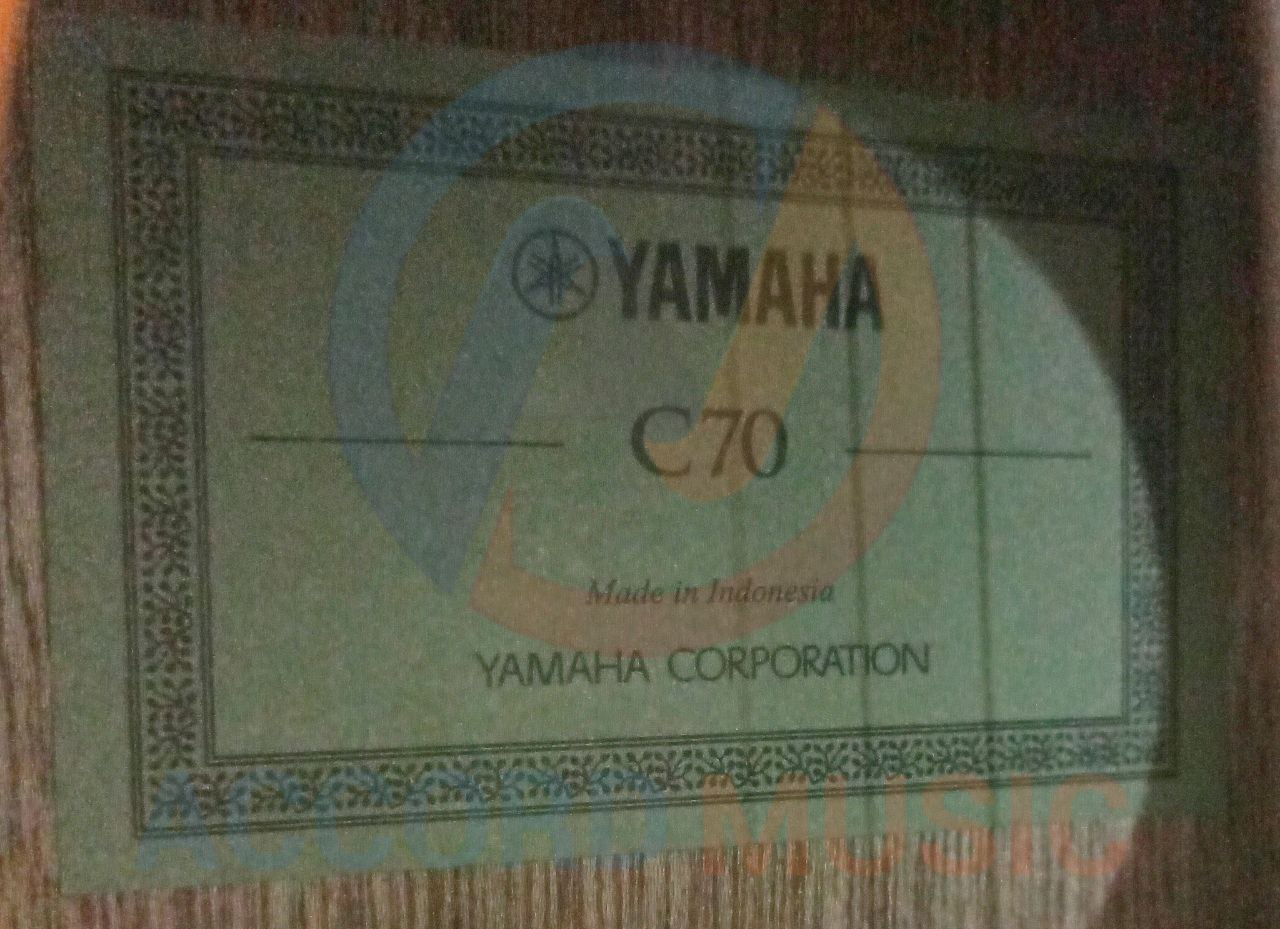 YAMAHA
C70
Made in Indonesia
YAMAHA CORPORATION
ACCORD MUSIC